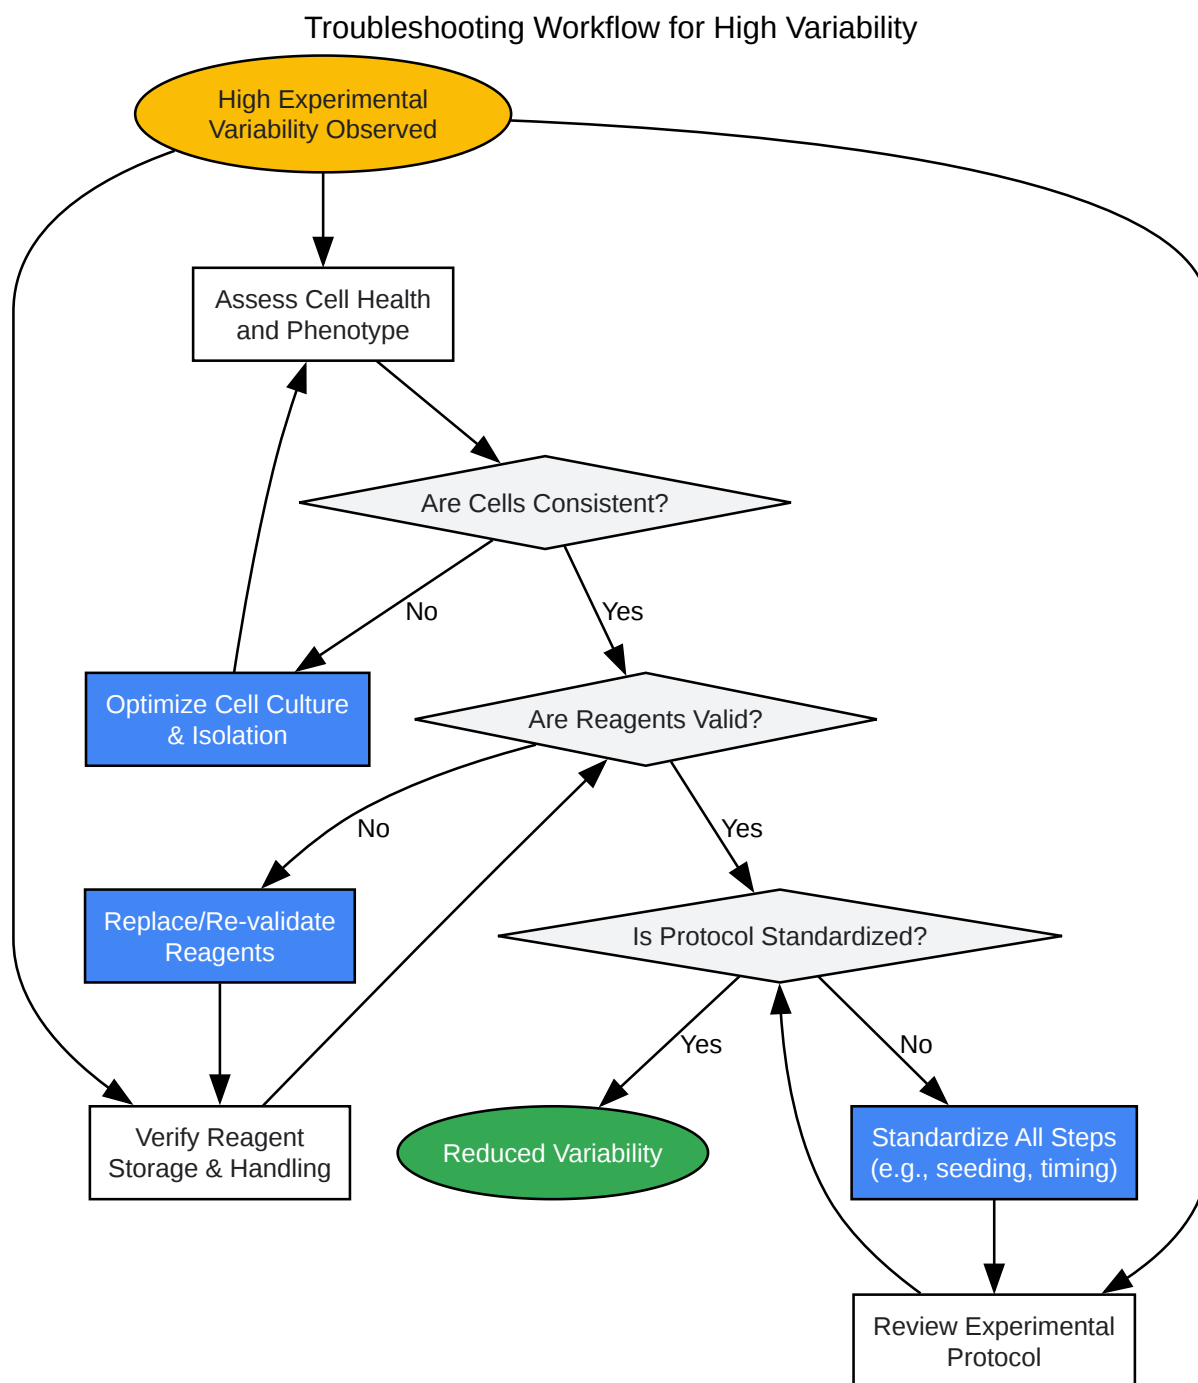 Troubleshooting Workflow for High Variability
High Experimental
Variability Observed
Assess Cell Health
and Phenotype
Are Cells Consistent?
No
Yes
Optimize Cell Culture
& Isolation
Are Reagents Valid?
No
Yes
Replace/Re-validate
Reagents
Is Protocol Standardized?
Yes
No
Verify Reagent
Storage & Handling
Reduced Variability
Standardize All Steps
(e.g., seeding, timing)
Review Experimental
Protocol